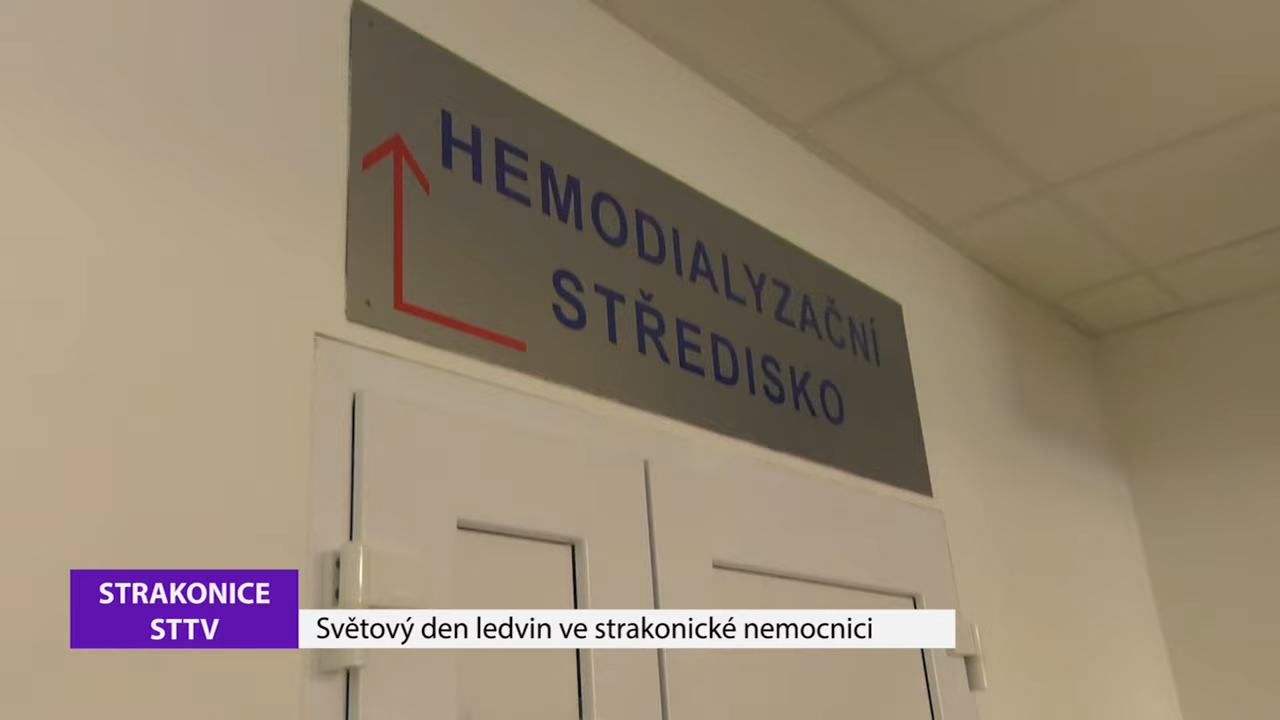 HEMODIALYZAČNÍ
STŘEDISKO
STRAKONICE
STTV
Světový den ledvin ve strakonické nemocnici